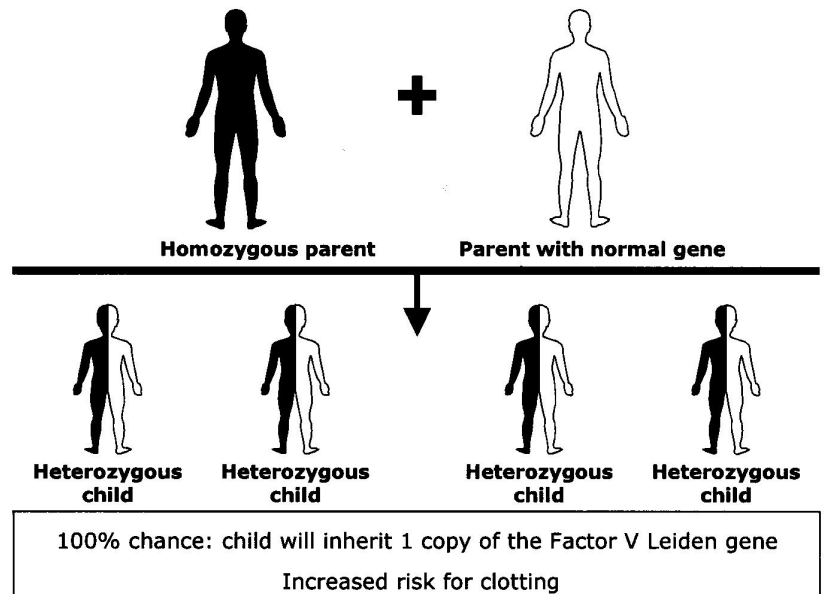 Homozygous parent
Parent with normal gene
Heterozygous child
Heterozygous child
Heterozygous child
Heterozygous child
100% chance: child will inherit 1 copy of the Factor V Leiden gene
Increased risk for clotting